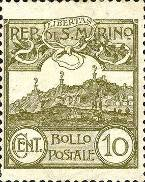 LIBERTAS
REP. DI S. MARINO
CENT. BOLLO 10
POSTALE